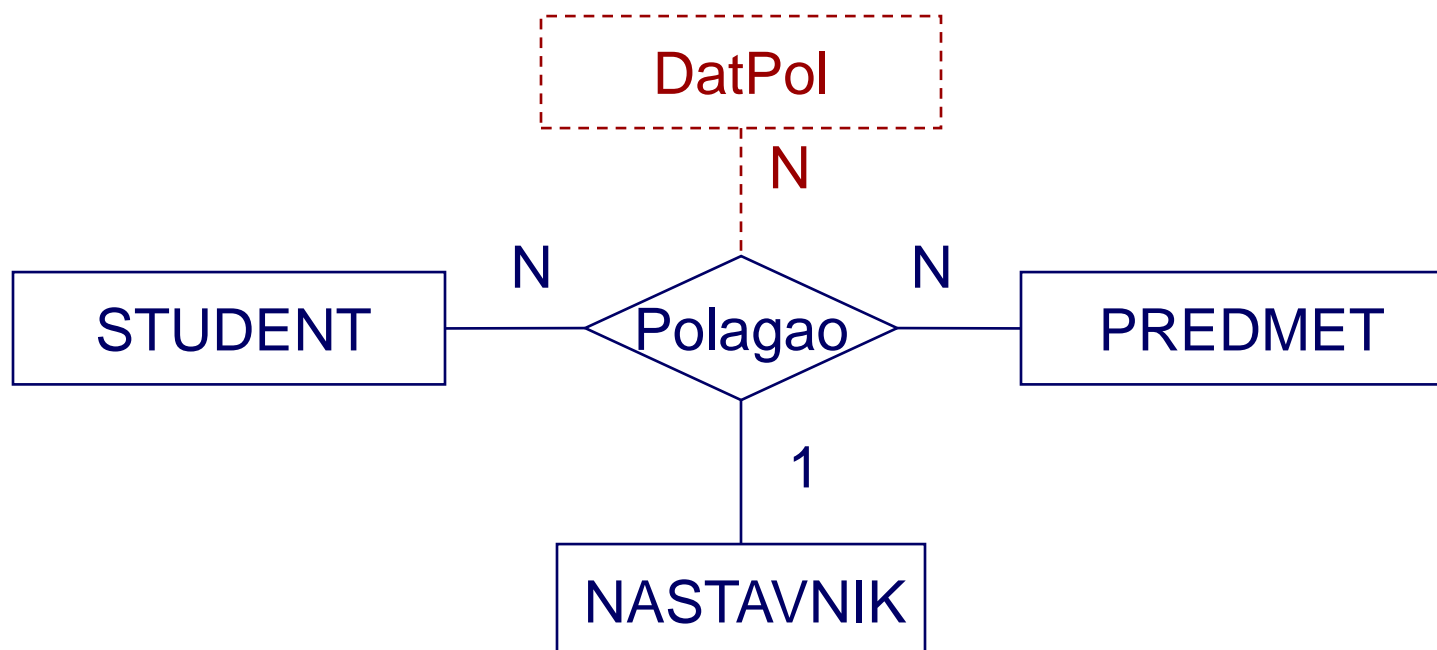 DatPol
N
N
N
STUDENT
Polagao
PREDMET
1
NASTAVNIK